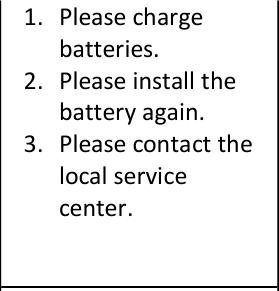 1. Please charge
batteries.
2. Please install the
battery again.
3. Please contact the
local service
center.